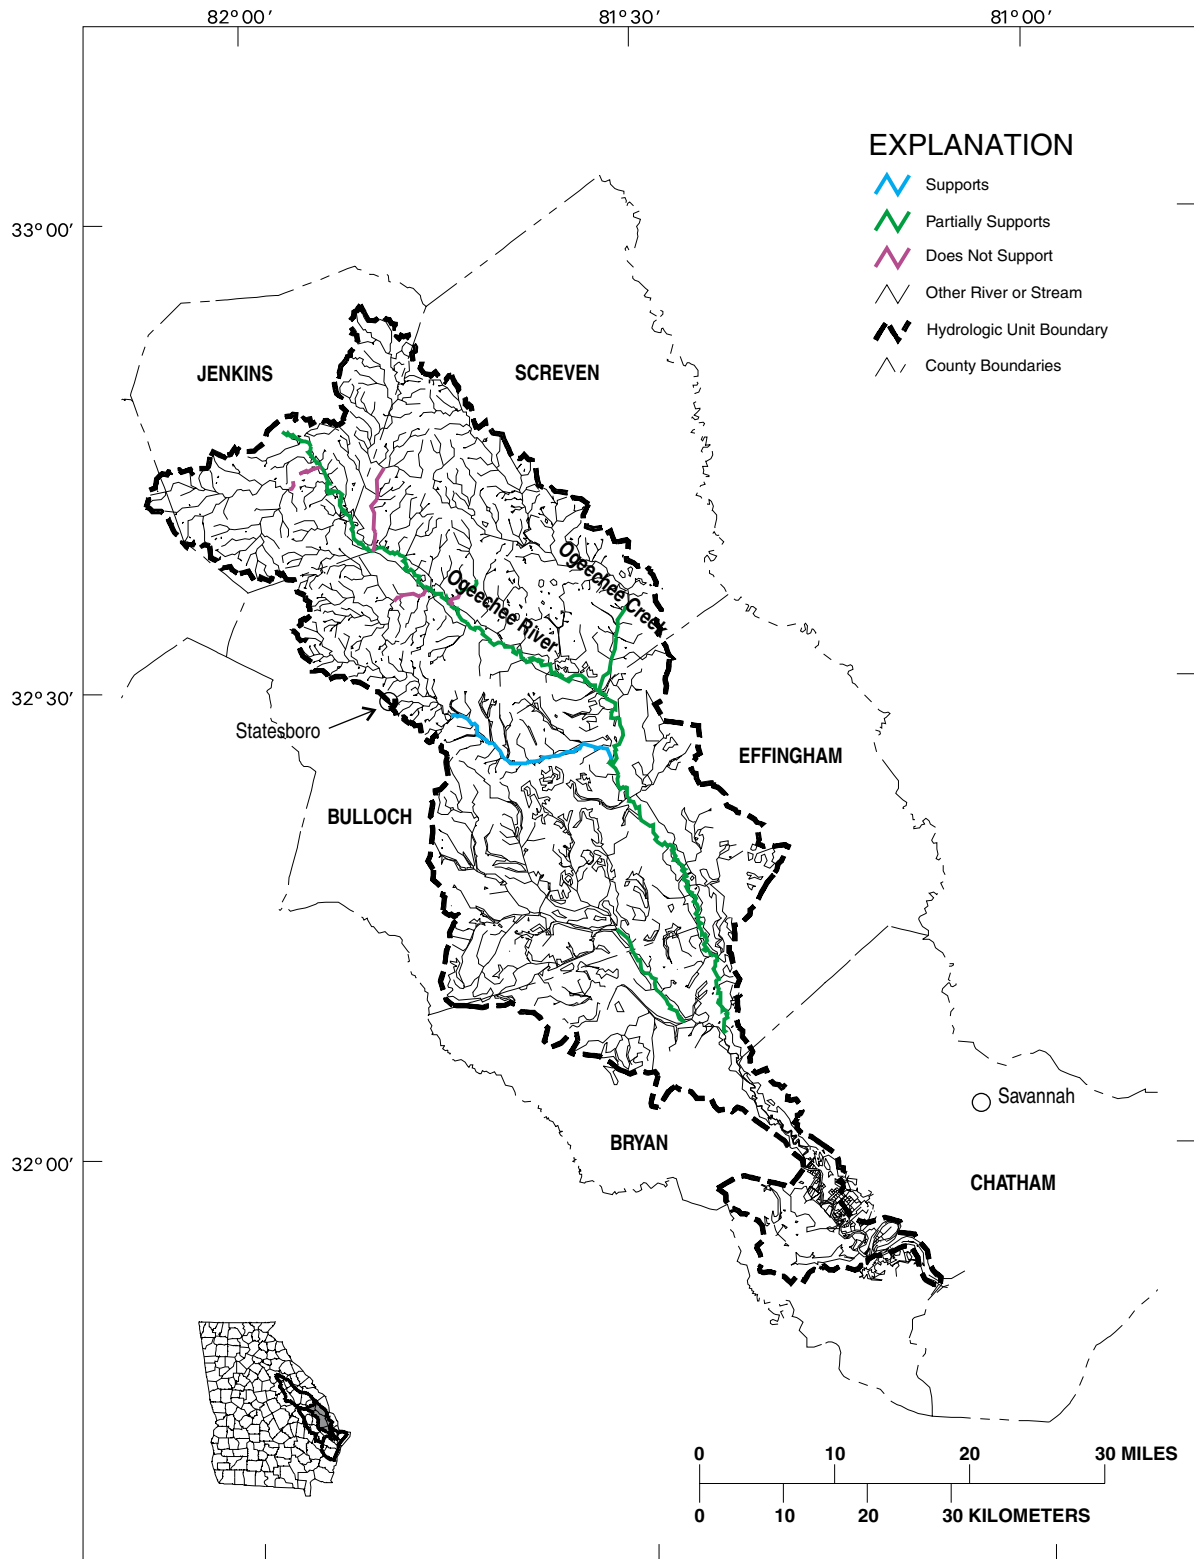 82°00′
81°30′
81°00′
EXPLANATION
Supports
Partially Supports
Does Not Support
Other River or Stream
Hydrologic Unit Boundary
County Boundaries
33°00′
JENKINS
SCREVEN
Ogeechee Creek
Ogeechee River
32°30′
Statesboro
EFFINGHAM
BULLOCH
Savannah
BRYAN
32°00′
CHATHAM
0 10 20 30 MILES
0 10 20 30 KILOMETERS